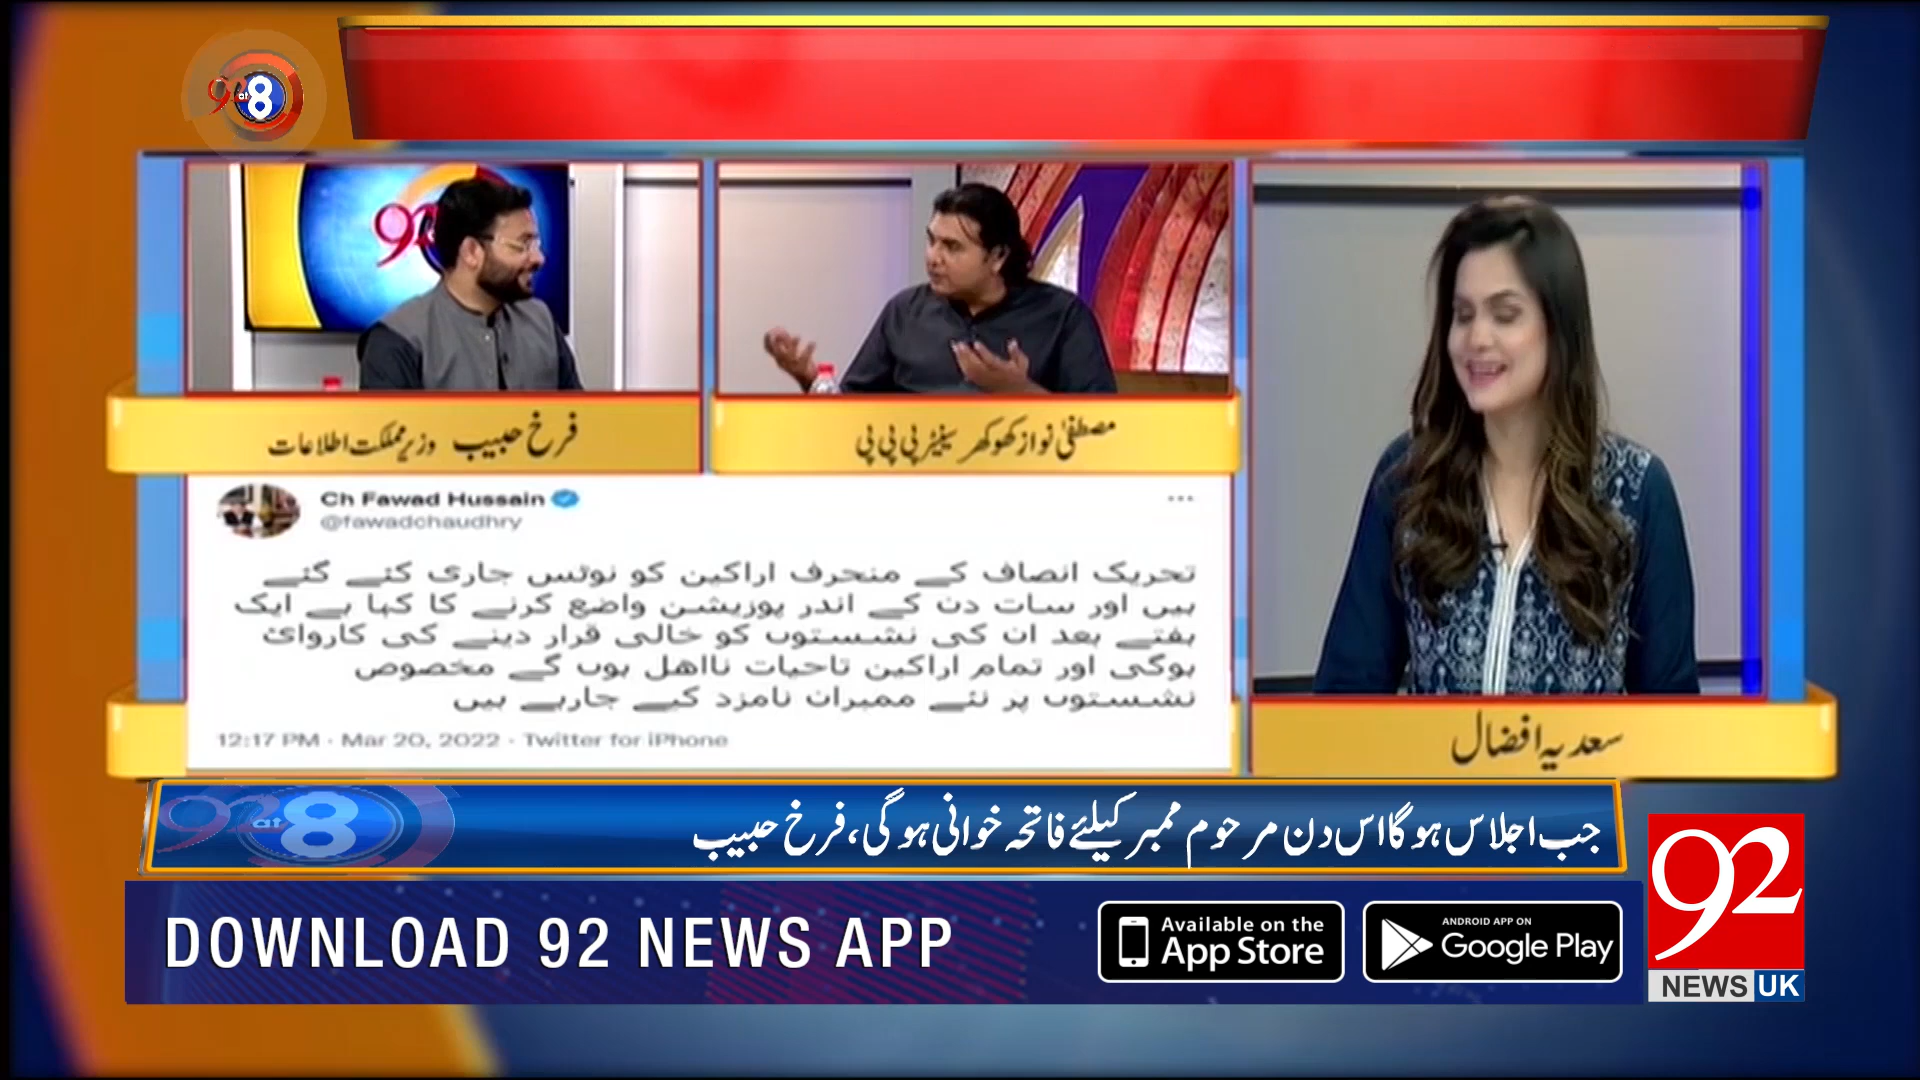 92 at 8
92
فرخ حبیب وزیر مملکت اطلاعات
مصطفیٰ نواز کھوکھر سینیٹر پی پی پی
Ch Fawad Hussain
@fawadchaudhry
تحریک انصاف کے منحرف اراکین کو نوٹس جاری کئے گئے
ہیں اور سات دن کے اندر پوزیشن واضع کرنے کا کہا ہے ایک
ہفتے بعد ان کی نشستوں کو خالی قرار دینے کی کاروائ
ہوگی اور تمام اراکین تاحیات نااھل ہوں گے مخصوص
نشستوں پر نئے ممبران نامزد کیے جارہے ہیں
12:17 PM · Mar 20, 2022 · Twitter for iPhone
سعدیہ افضال
92 at 8
جب اجلاس ہوگا اس دن مرحوم ممبر کیلئے فاتحہ خوانی ہوگی، فرخ حبیب
DOWNLOAD 92 NEWS APP
Available on the
App Store
ANDROID APP ON
Google Play
92
NEWS UK